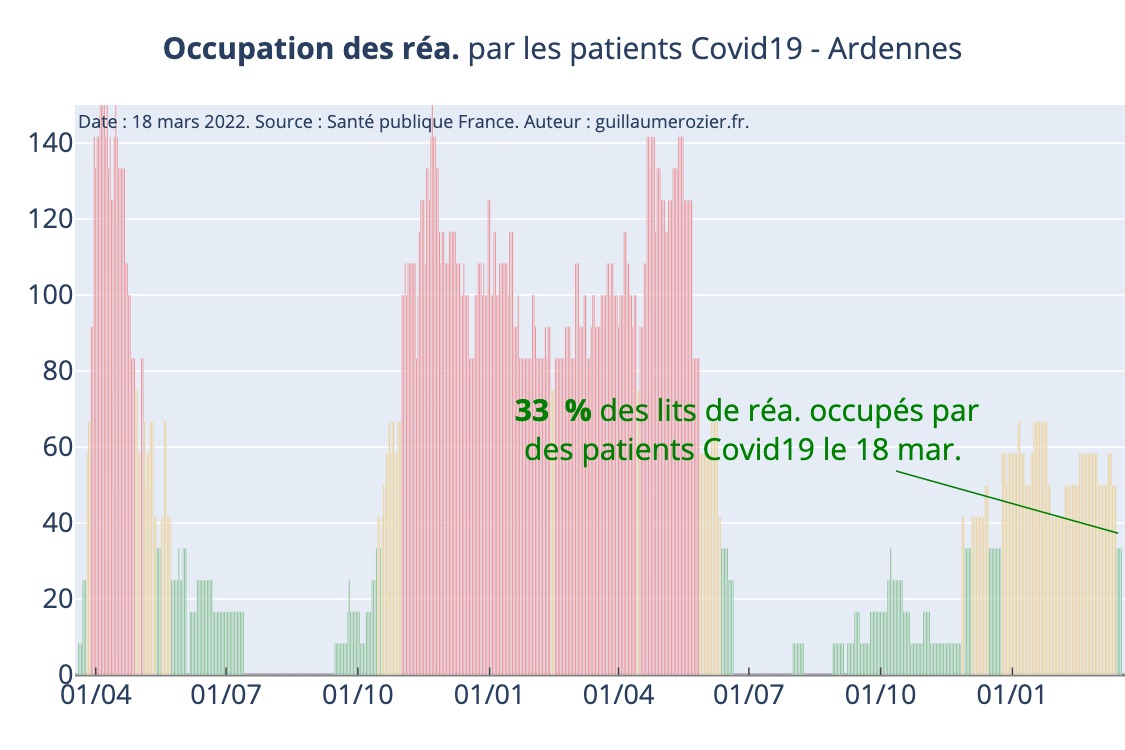 Occupation des réa. par les patients Covid19 - Ardennes
Date : 18 mars 2022. Source : Santé publique France. Auteur : guillaumerozier.fr.
140
120
100
80
60
40
20
0
33 % des lits de réa. occupés par
des patients Covid19 le 18 mar.
01/04 01/07 01/10 01/01 01/04 01/07 01/10 01/01